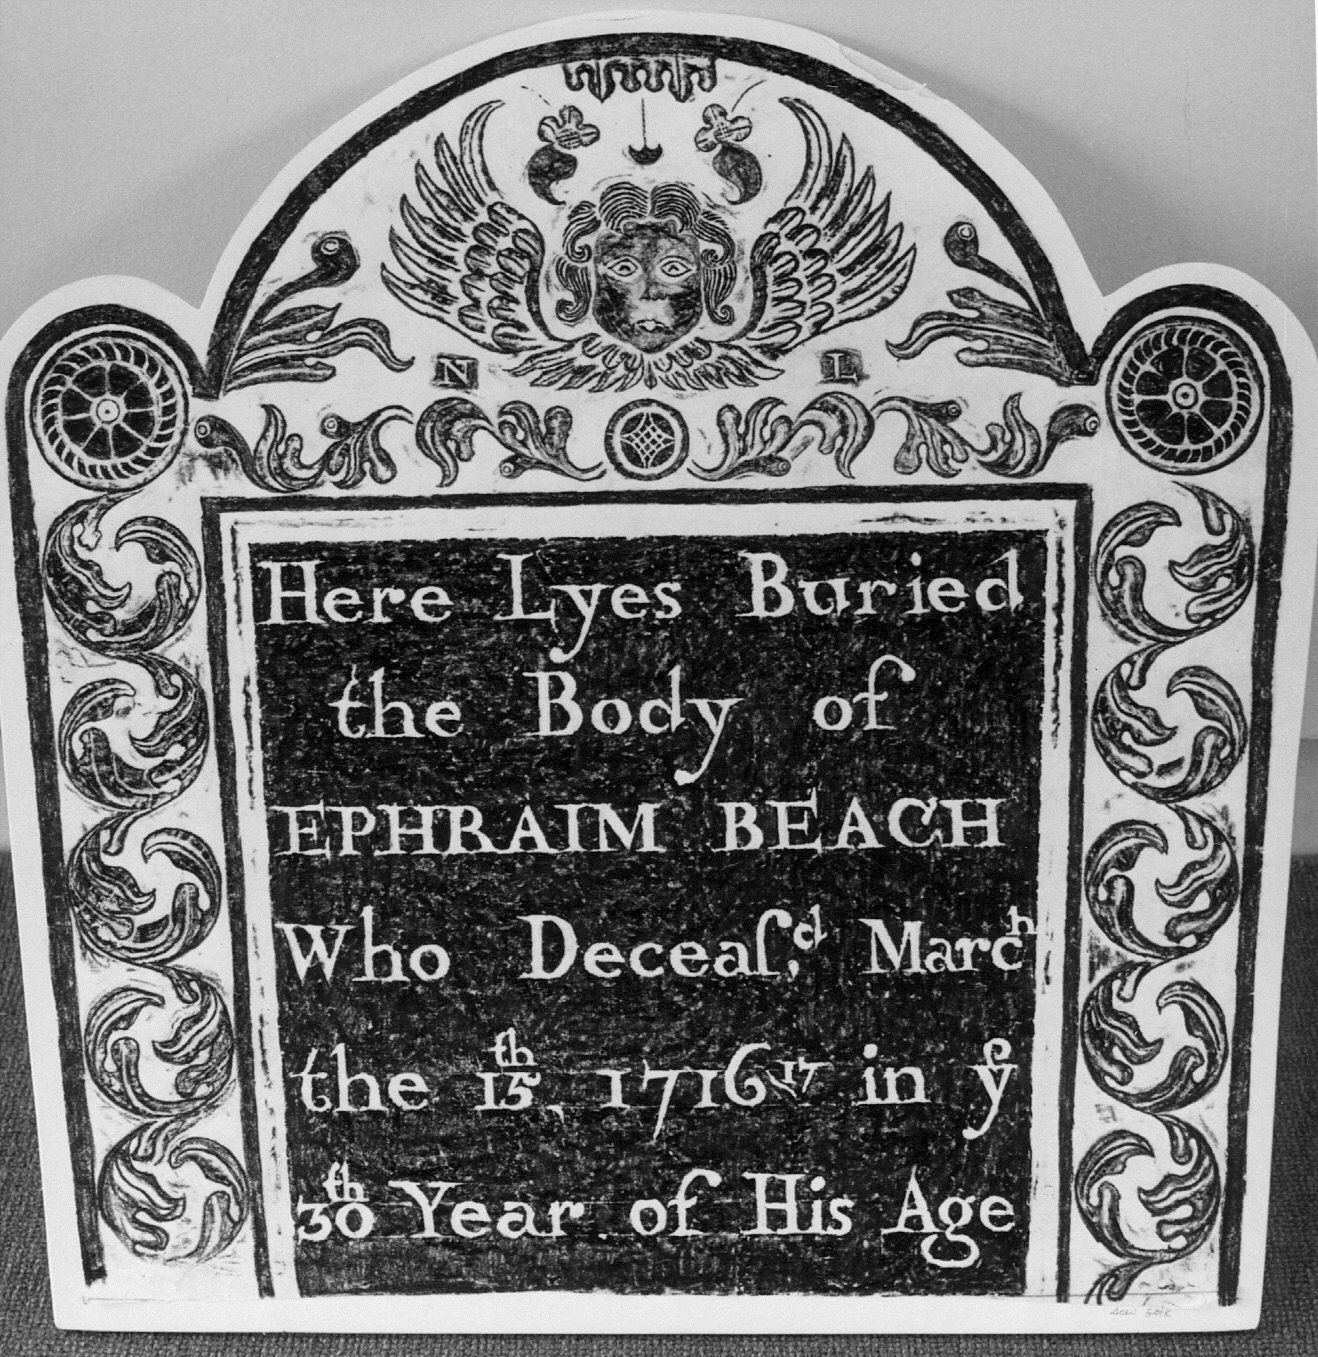 N L
Here Lyes Buried
the Body of
EPHRAIM BEACH
Who Deceaſ,ᵈ Marcʰ
the 15ᵗʰ, 1716/17 in yᵉ
30ᵗʰ Year of His Age